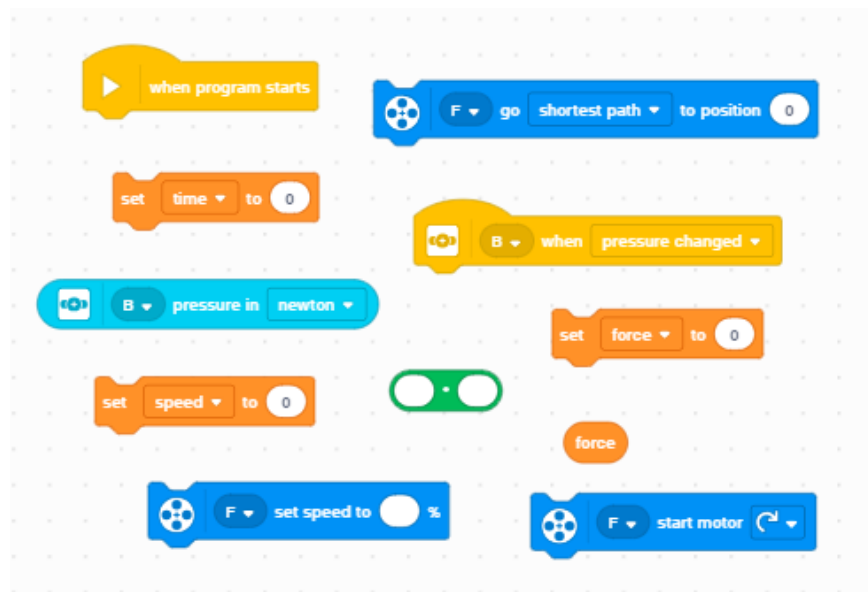 when program starts
F go shortest path to position 0
set time to 0
B when pressure changed
B pressure in newton
set force to 0
set speed to 0
force
F set speed to %
F start motor